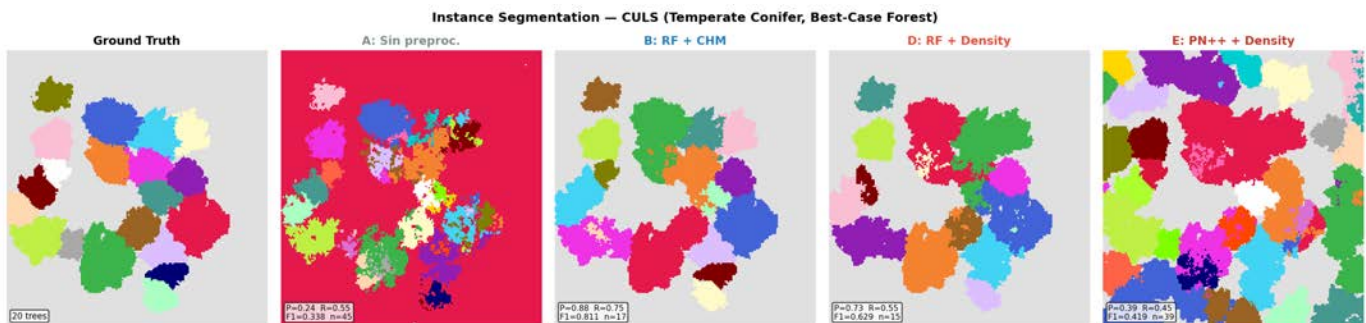 Instance Segmentation — CULS (Temperate Conifer, Best-Case Forest)
Ground Truth
A: Sin preproc.
B: RF + CHM
D: RF + Density
E: PN++ + Density
20 trees
P=0.24 R=0.55
F1=0.338 n=45
P=0.88 R=0.75
F1=0.811 n=17
P=0.73 R=0.55
F1=0.629 n=15
P=0.39 R=0.45
F1=0.419 n=39